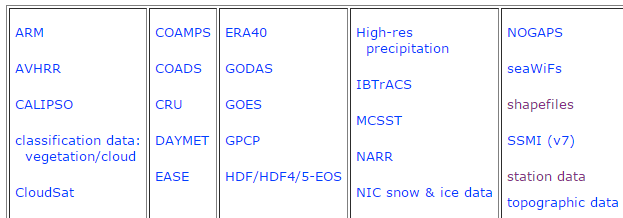 ARM
AVHRR
CALIPSO
classification data:
vegetation/cloud
CloudSat
COAMPS
COADS
CRU
DAYMET
EASE
ERA40
GODAS
GOES
GPCP
HDF/HDF4/5-EOS
High-res
precipitation
IBTrACS
MCSST
NARR
NIC snow & ice data
NOGAPS
seaWiFs
shapefiles
SSMI (v7)
station data
topographic data